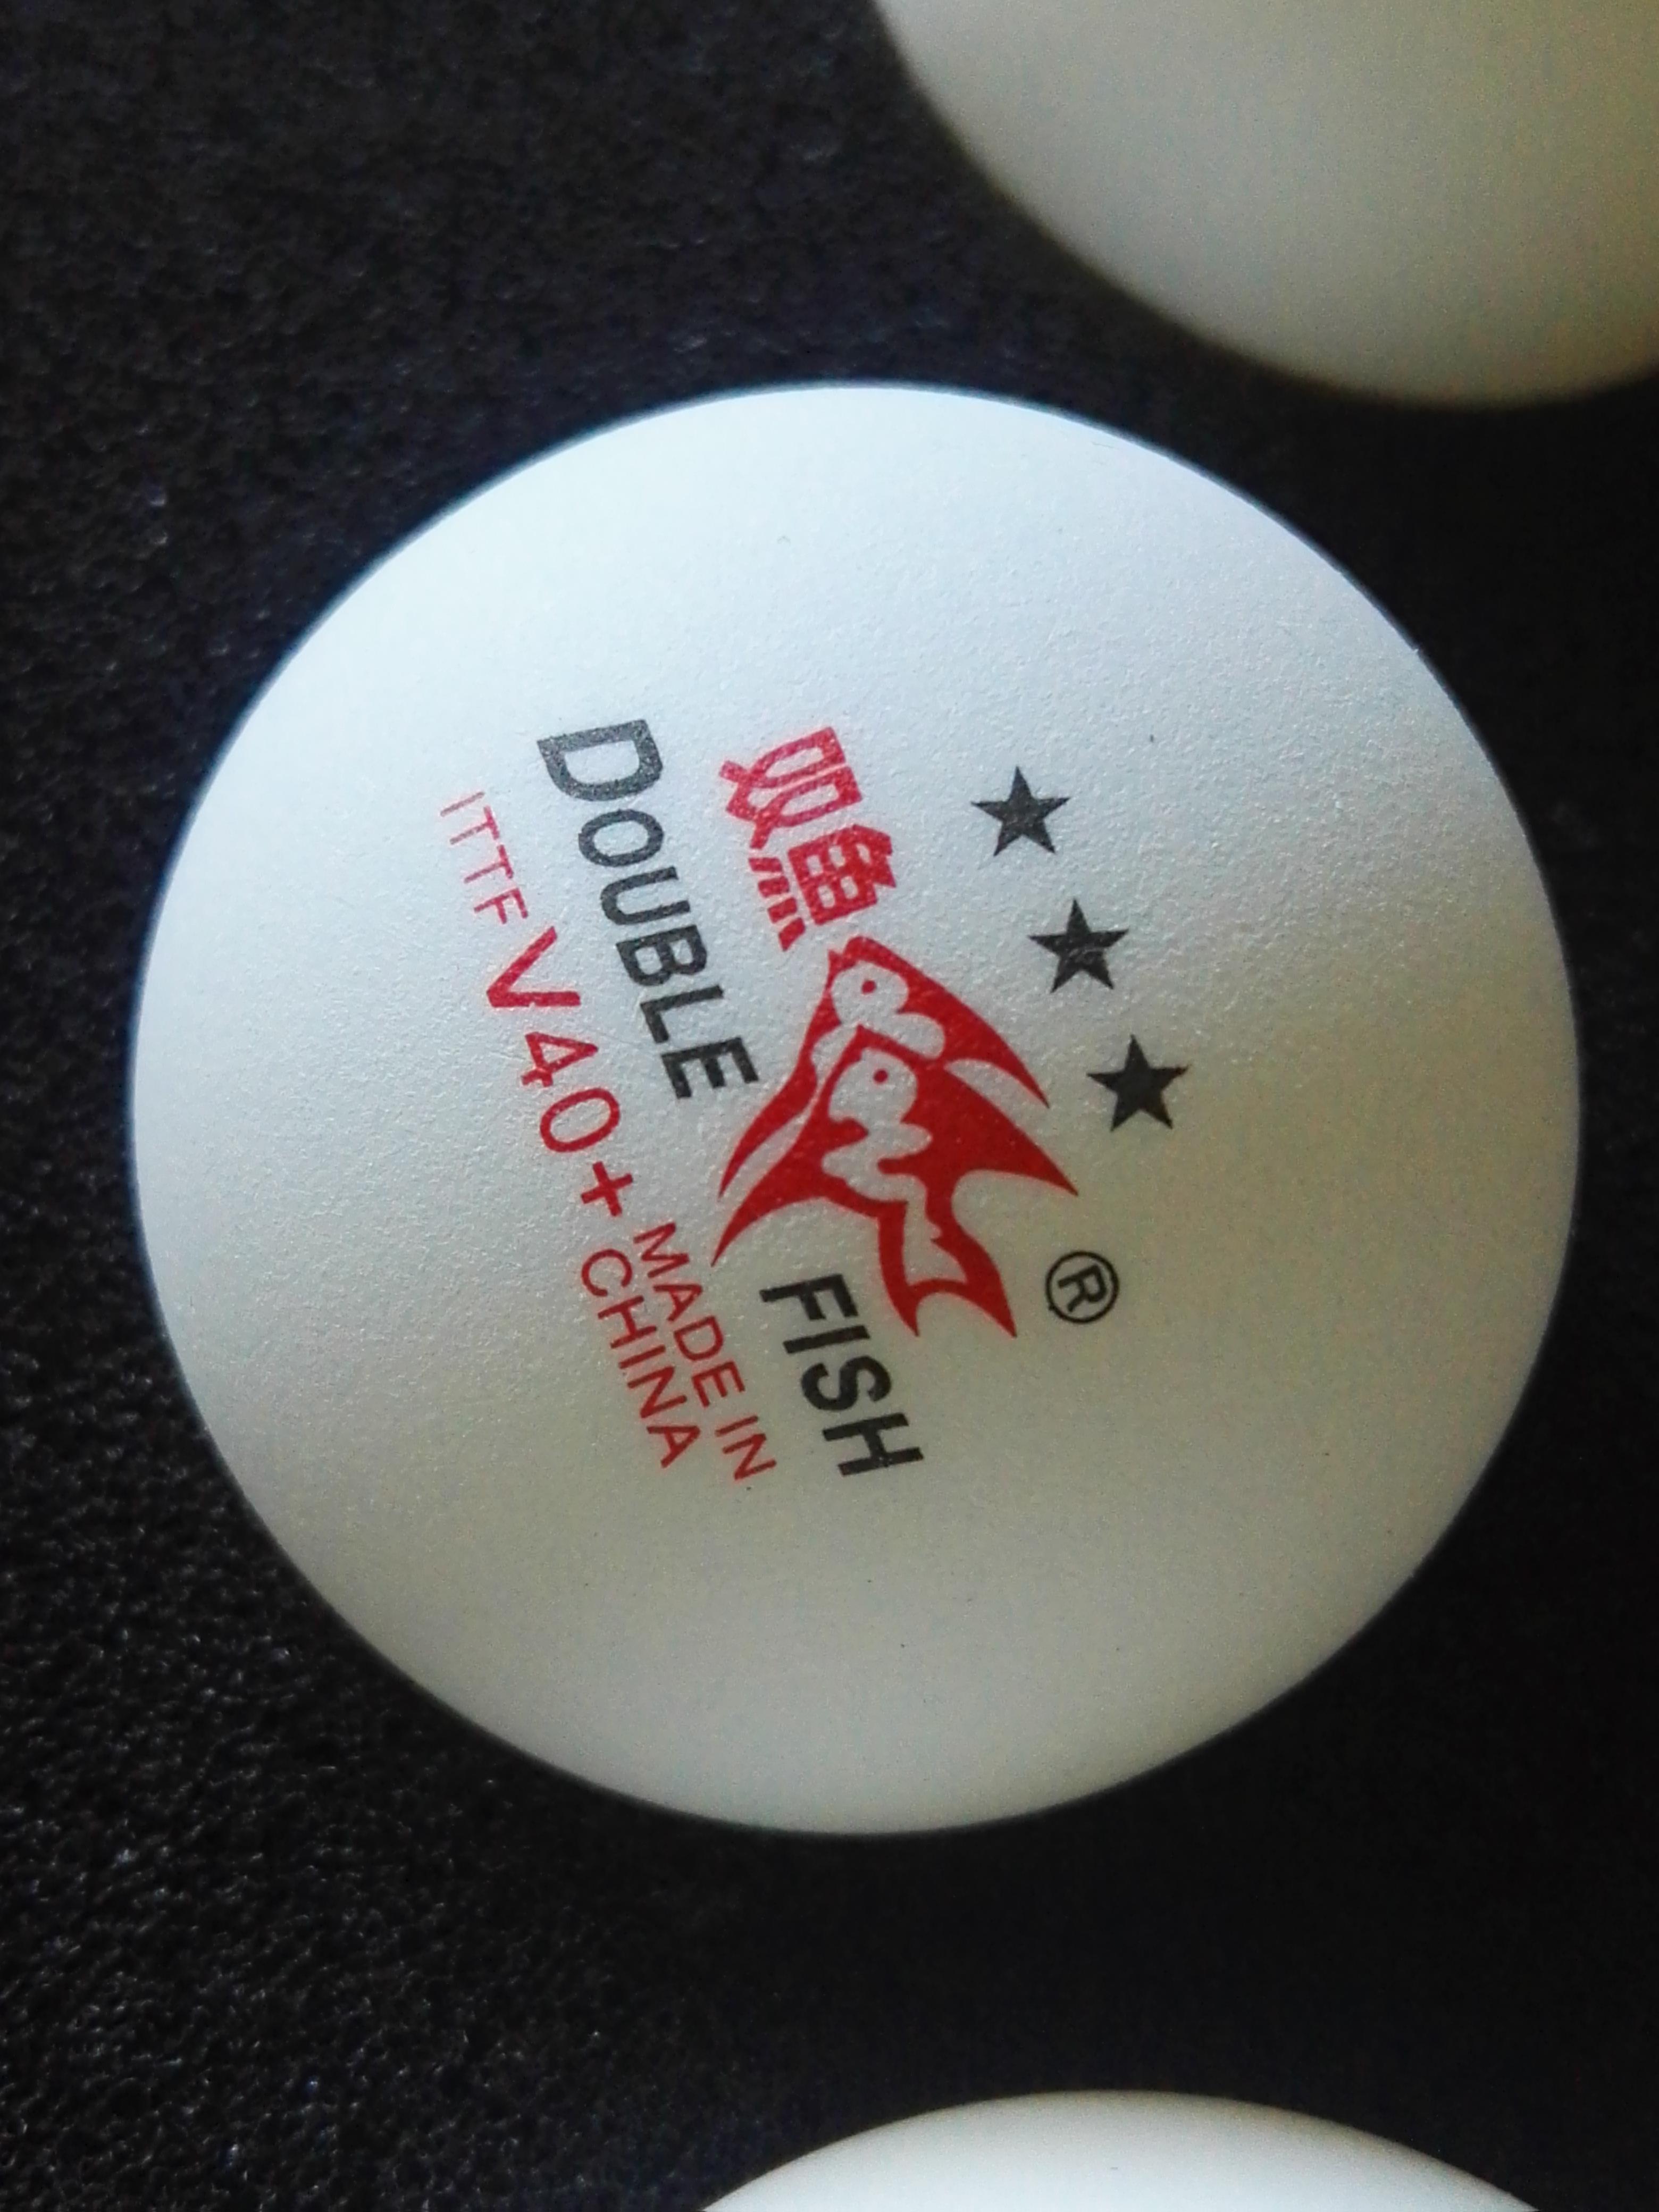 ★★★
双鱼 ®
DOUBLE FISH
ITTF V40+ MADE IN
CHINA